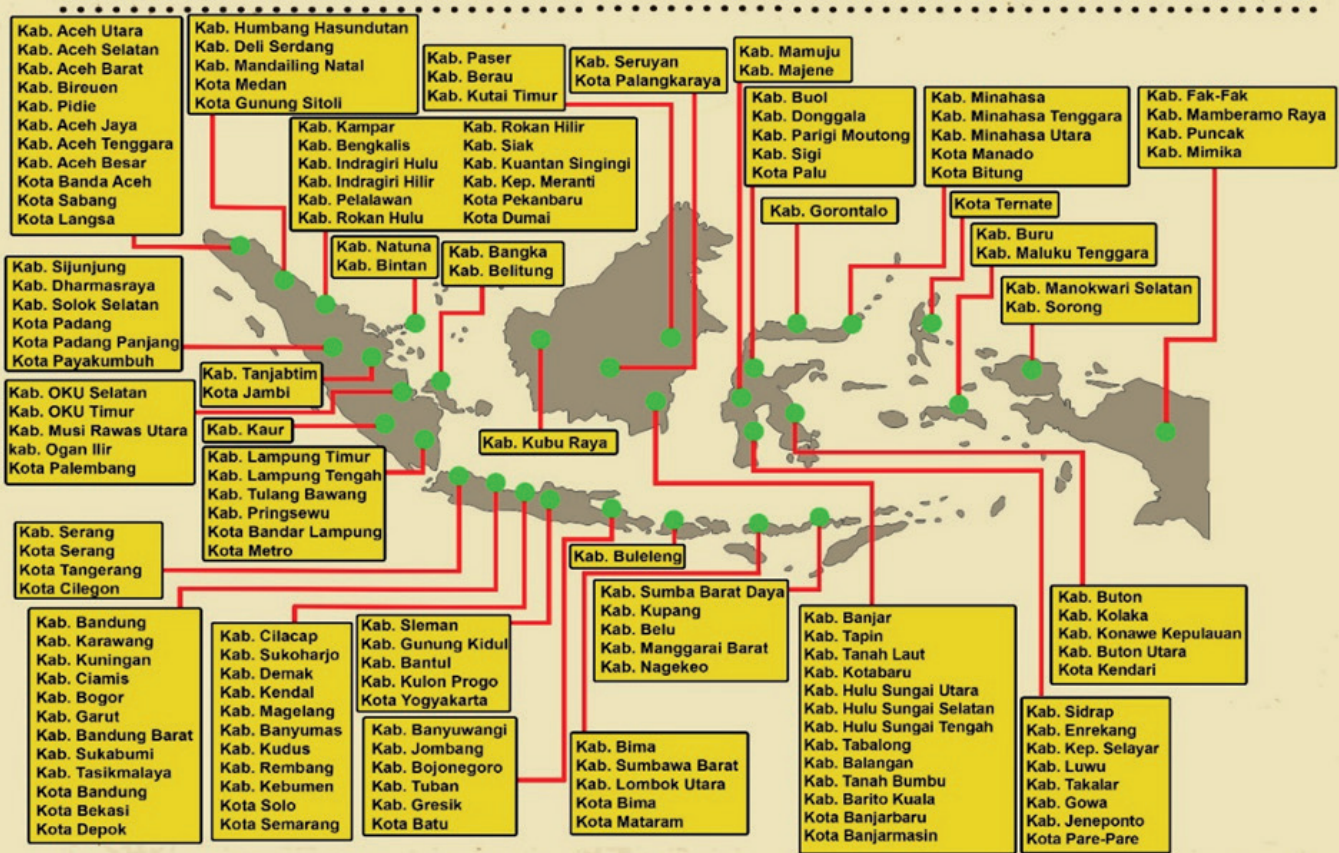 Kab. Aceh Utara
Kab. Aceh Selatan
Kab. Aceh Barat
Kab. Bireuen
Kab. Pidie
Kab. Aceh Jaya
Kab. Aceh Tenggara
Kab. Aceh Besar
Kota Banda Aceh
Kota Sabang
Kota Langsa
Kab. Humbang Hasundutan
Kab. Deli Serdang
Kab. Mandailing Natal
Kota Medan
Kota Gunung Sitoli
Kab. Kampar
Kab. Bengkalis
Kab. Indragiri Hulu
Kab. Indragiri Hilir
Kab. Pelalawan
Kab. Rokan Hulu
Kab. Rokan Hilir
Kab. Siak
Kab. Kuantan Singingi
Kab. Kep. Meranti
Kota Pekanbaru
Kota Dumai
Kab. Paser
Kab. Berau
Kab. Kutai Timur
Kab. Seruyan
Kota Palangkaraya
Kab. Mamuju
Kab. Majene
Kab. Buol
Kab. Donggala
Kab. Parigi Moutong
Kab. Sigi
Kota Palu
Kab. Minahasa
Kab. Minahasa Tenggara
Kab. Minahasa Utara
Kota Manado
Kota Bitung
Kab. Fak-Fak
Kab. Mamberamo Raya
Kab. Puncak
Kab. Mimika
Kab. Gorontalo
Kota Ternate
Kab. Buru
Kab. Maluku Tenggara
Kab. Manokwari Selatan
Kab. Sorong
Kab. Natuna
Kab. Bintan
Kab. Bangka
Kab. Belitung
Kab. Sijunjung
Kab. Dharmasraya
Kab. Solok Selatan
Kota Padang
Kota Padang Panjang
Kota Payakumbuh
Kab. Tanjabtim
Kota Jambi
Kab. OKU Selatan
Kab. OKU Timur
Kab. Musi Rawas Utara
kab. Ogan Ilir
Kota Palembang
Kab. Kaur
Kab. Kubu Raya
Kab. Lampung Timur
Kab. Lampung Tengah
Kab. Tulang Bawang
Kab. Pringsewu
Kota Bandar Lampung
Kota Metro
Kab. Serang
Kota Serang
Kota Tangerang
Kota Cilegon
Kab. Buleleng
Kab. Sumba Barat Daya
Kab. Kupang
Kab. Belu
Kab. Manggarai Barat
Kab. Nagekeo
Kab. Bandung
Kab. Karawang
Kab. Kuningan
Kab. Ciamis
Kab. Bogor
Kab. Garut
Kab. Bandung Barat
Kab. Sukabumi
Kab. Tasikmalaya
Kota Bandung
Kota Bekasi
Kota Depok
Kab. Cilacap
Kab. Sukoharjo
Kab. Demak
Kab. Kendal
Kab. Magelang
Kab. Banyumas
Kab. Kudus
Kab. Rembang
Kab. Kebumen
Kota Solo
Kota Semarang
Kab. Sleman
Kab. Gunung Kidul
Kab. Bantul
Kab. Kulon Progo
Kota Yogyakarta
Kab. Banyuwangi
Kab. Jombang
Kab. Bojonegoro
Kab. Tuban
Kab. Gresik
Kota Batu
Kab. Bima
Kab. Sumbawa Barat
Kab. Lombok Utara
Kota Bima
Kota Mataram
Kab. Banjar
Kab. Tapin
Kab. Tanah Laut
Kab. Kotabaru
Kab. Hulu Sungai Utara
Kab. Hulu Sungai Selatan
Kab. Hulu Sungai Tengah
Kab. Tabalong
Kab. Balangan
Kab. Tanah Bumbu
Kab. Barito Kuala
Kota Banjarbaru
Kota Banjarmasin
Kab. Buton
Kab. Kolaka
Kab. Konawe Kepulauan
Kab. Buton Utara
Kota Kendari
Kab. Sidrap
Kab. Enrekang
Kab. Kep. Selayar
Kab. Luwu
Kab. Takalar
Kab. Gowa
Kab. Jeneponto
Kota Pare-Pare